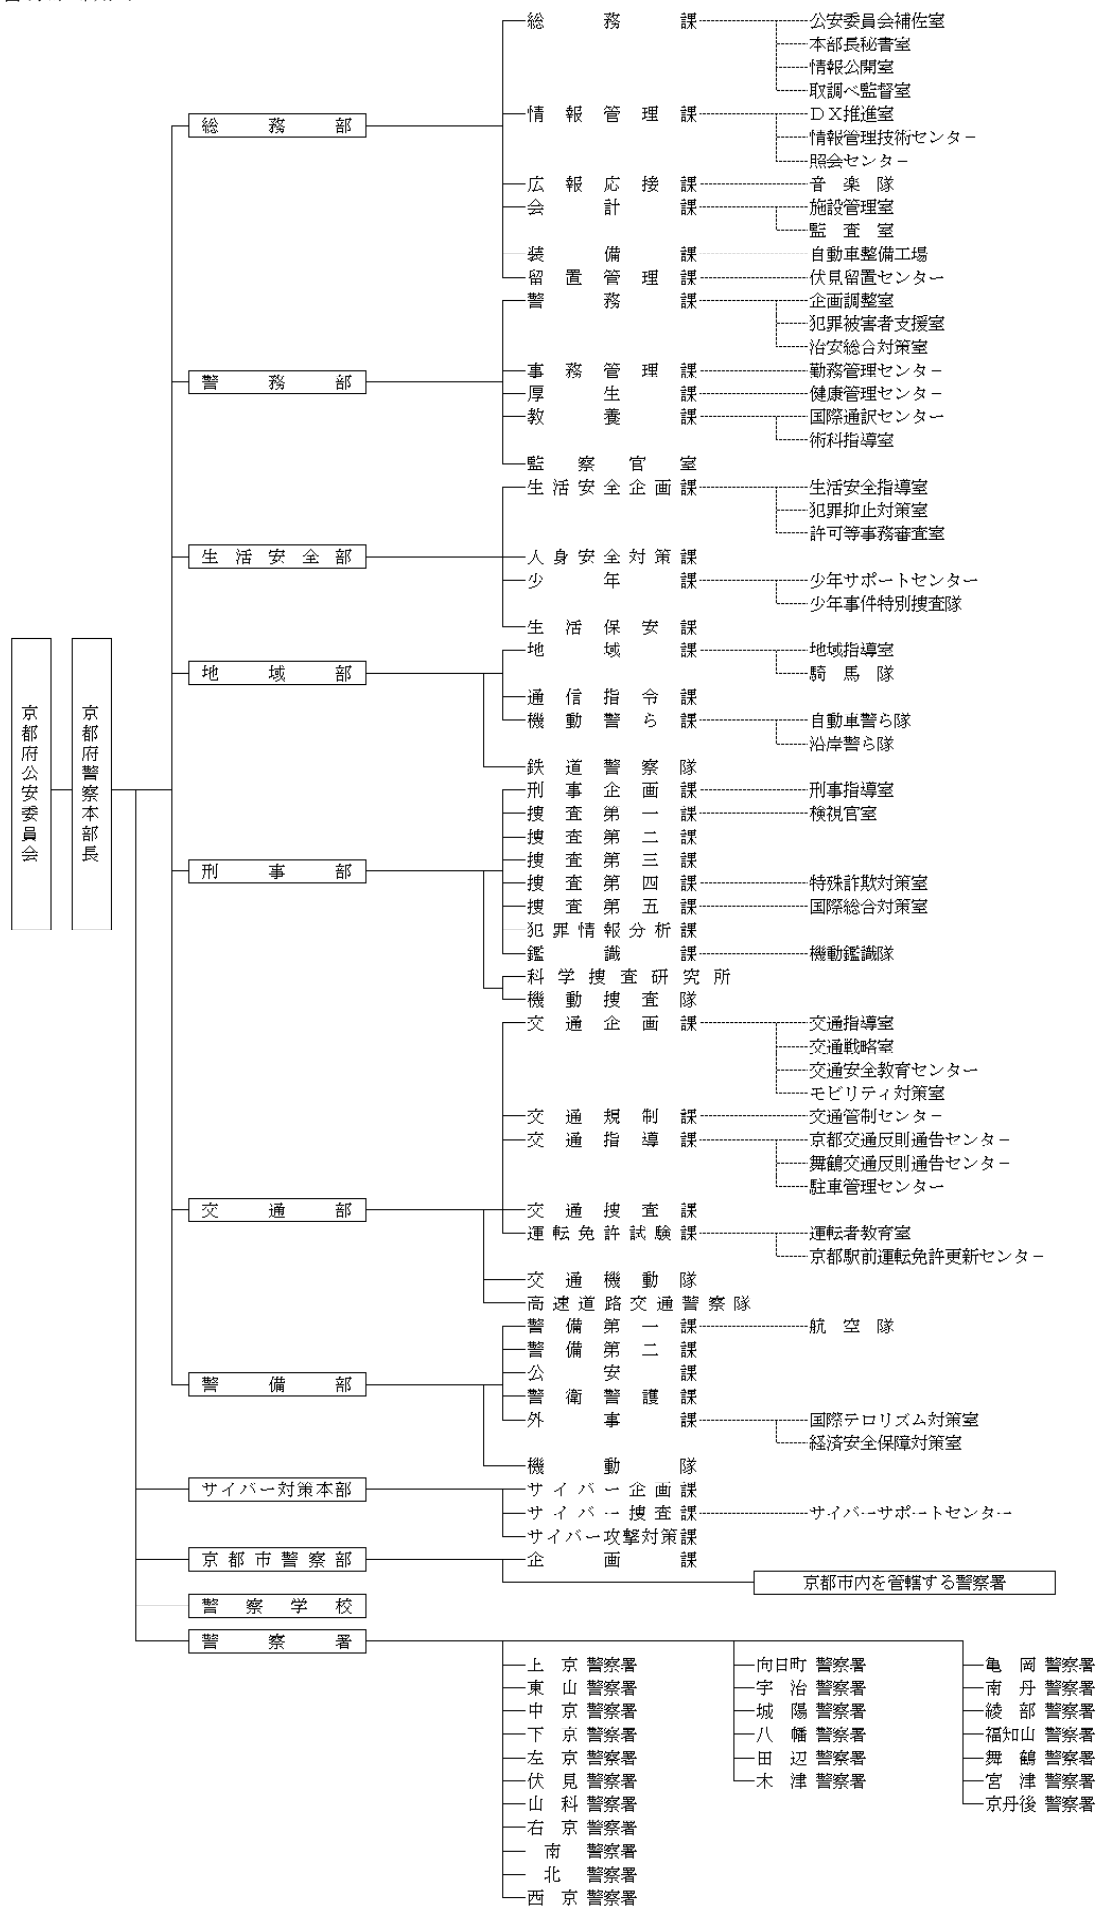 京都府公安委員会
京都府警察本部長
総務部
総務課 公安委員会補佐室
本部長秘書室
情報公開室
取調べ監督室
情報管理課 DX推進室
情報管理技術センター
照会センター
広報応接課 音楽隊
会計課 施設管理室
監査室
装備課 自動車整備工場
留置管理課 伏見留置センター
警務部
警務課 企画調整室
犯罪被害者支援室
治安総合対策室
事務管理課 勤務管理センター
厚生課 健康管理センター
教養課 国際通訳センター
術科指導室
監察官室
生活安全部
生活安全企画課 生活安全指導室
犯罪抑止対策室
許可等事務審査室
人身安全対策課
少年課 少年サポートセンター
少年事件特別捜査隊
生活保安課
地域部
地域課 地域指導室
騎馬隊
通信指令課
機動警ら課 自動車警ら隊
沿岸警ら隊
鉄道警察隊
刑事部
刑事企画課 刑事指導室
捜査第一課 検視官室
捜査第二課
捜査第三課
捜査第四課 特殊詐欺対策室
捜査第五課 国際総合対策室
犯罪情報分析課
鑑識課 機動鑑識隊
科学捜査研究所
機動捜査隊
交通部
交通企画課 交通指導室
交通戦略室
交通安全教育センター
モビリティ対策室
交通規制課 交通管制センター
交通指導課 京都交通反則通告センター
舞鶴交通反則通告センター
駐車管理センター
交通捜査課
運転免許試験課 運転者教育室
京都駅前運転免許更新センター
交通機動隊
高速道路交通警察隊
警備部
警備第一課 航空隊
警備第二課
公安課
警衛警護課
外事課 国際テロリズム対策室
経済安全保障対策室
機動隊
サイバー対策本部
サイバー企画課
サイバー捜査課 サイバーサポートセンター
サイバー攻撃対策課
京都市警察部
企画課
京都市内を管轄する警察署
警察学校
警察署
上京警察署
東山警察署
中京警察署
下京警察署
左京警察署
伏見警察署
山科警察署
右京警察署
南警察署
北警察署
西京警察署
向日町警察署
宇治警察署
城陽警察署
八幡警察署
田辺警察署
木津警察署
亀岡警察署
南丹警察署
綾部警察署
福知山警察署
舞鶴警察署
宮津警察署
京丹後警察署